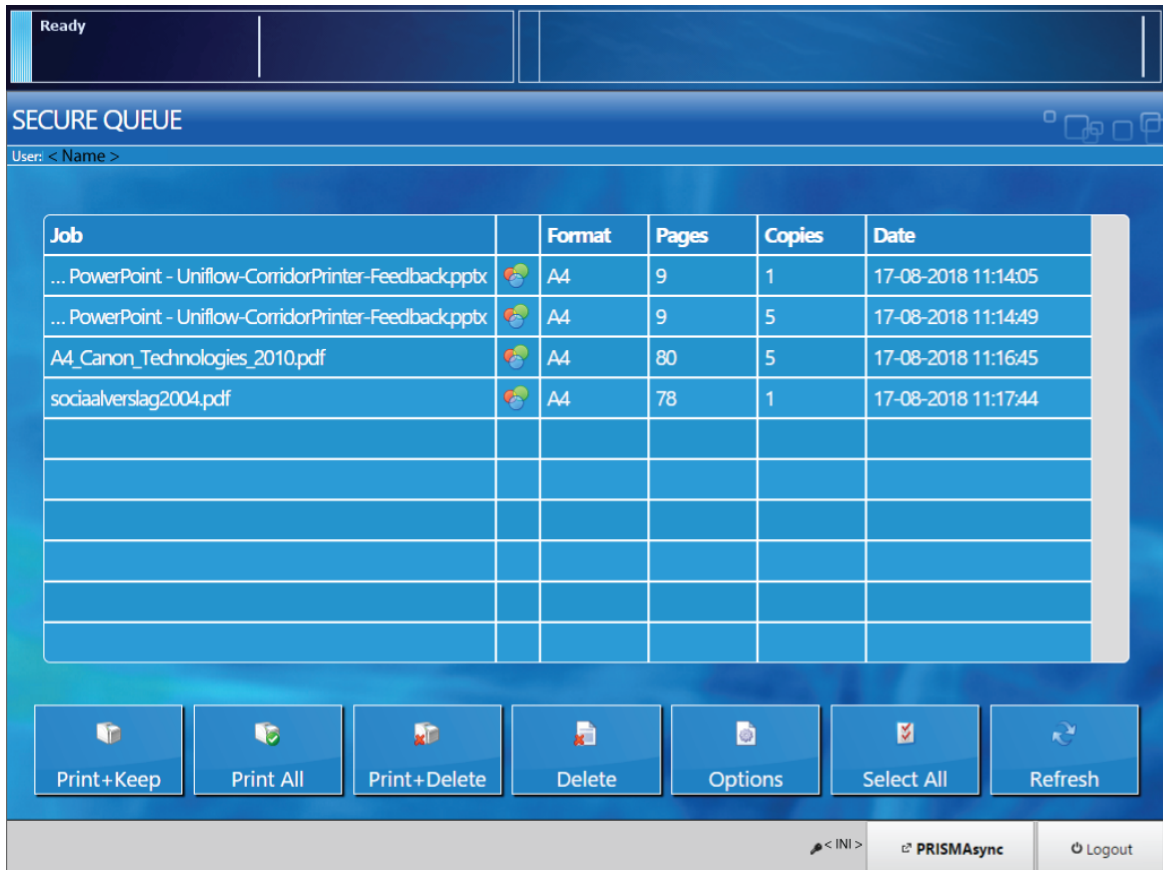 Ready
SECURE QUEUE
User: < Name >
Job Format Pages Copies Date
... PowerPoint - Uniflow-CorridorPrinter-Feedback.pptx A4 9 1 17-08-2018 11:14:05
... PowerPoint - Uniflow-CorridorPrinter-Feedback.pptx A4 9 5 17-08-2018 11:14:49
A4_Canon_Technologies_2010.pdf A4 80 5 17-08-2018 11:16:45
sociaalverslag2004.pdf A4 78 1 17-08-2018 11:17:44
Print+Keep Print All Print+Delete Delete Options Select All Refresh
< INI > PRISMAsync Logout